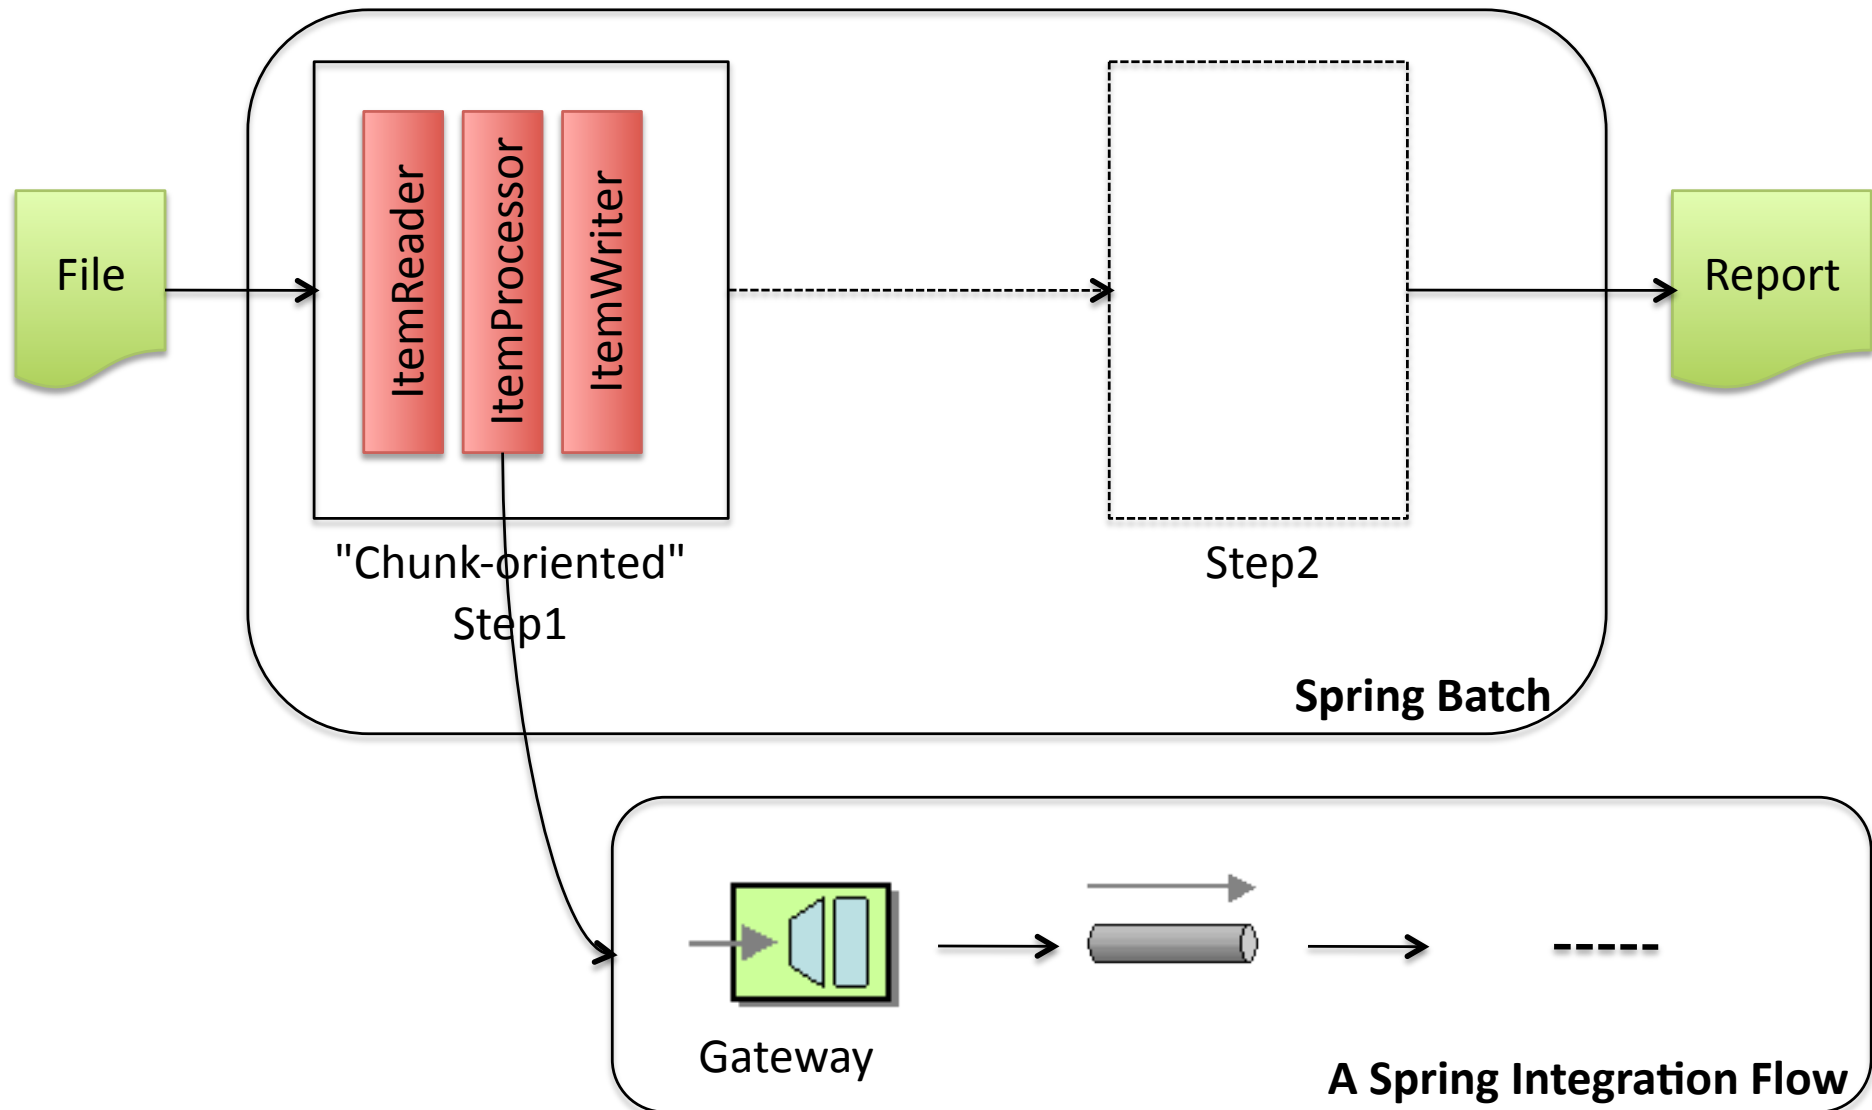 File
ItemReader
ItemProcessor
ItemWriter
Report
"Chunk-oriented"
Step1
Step2
Spring Batch
Gateway
A Spring Integration Flow